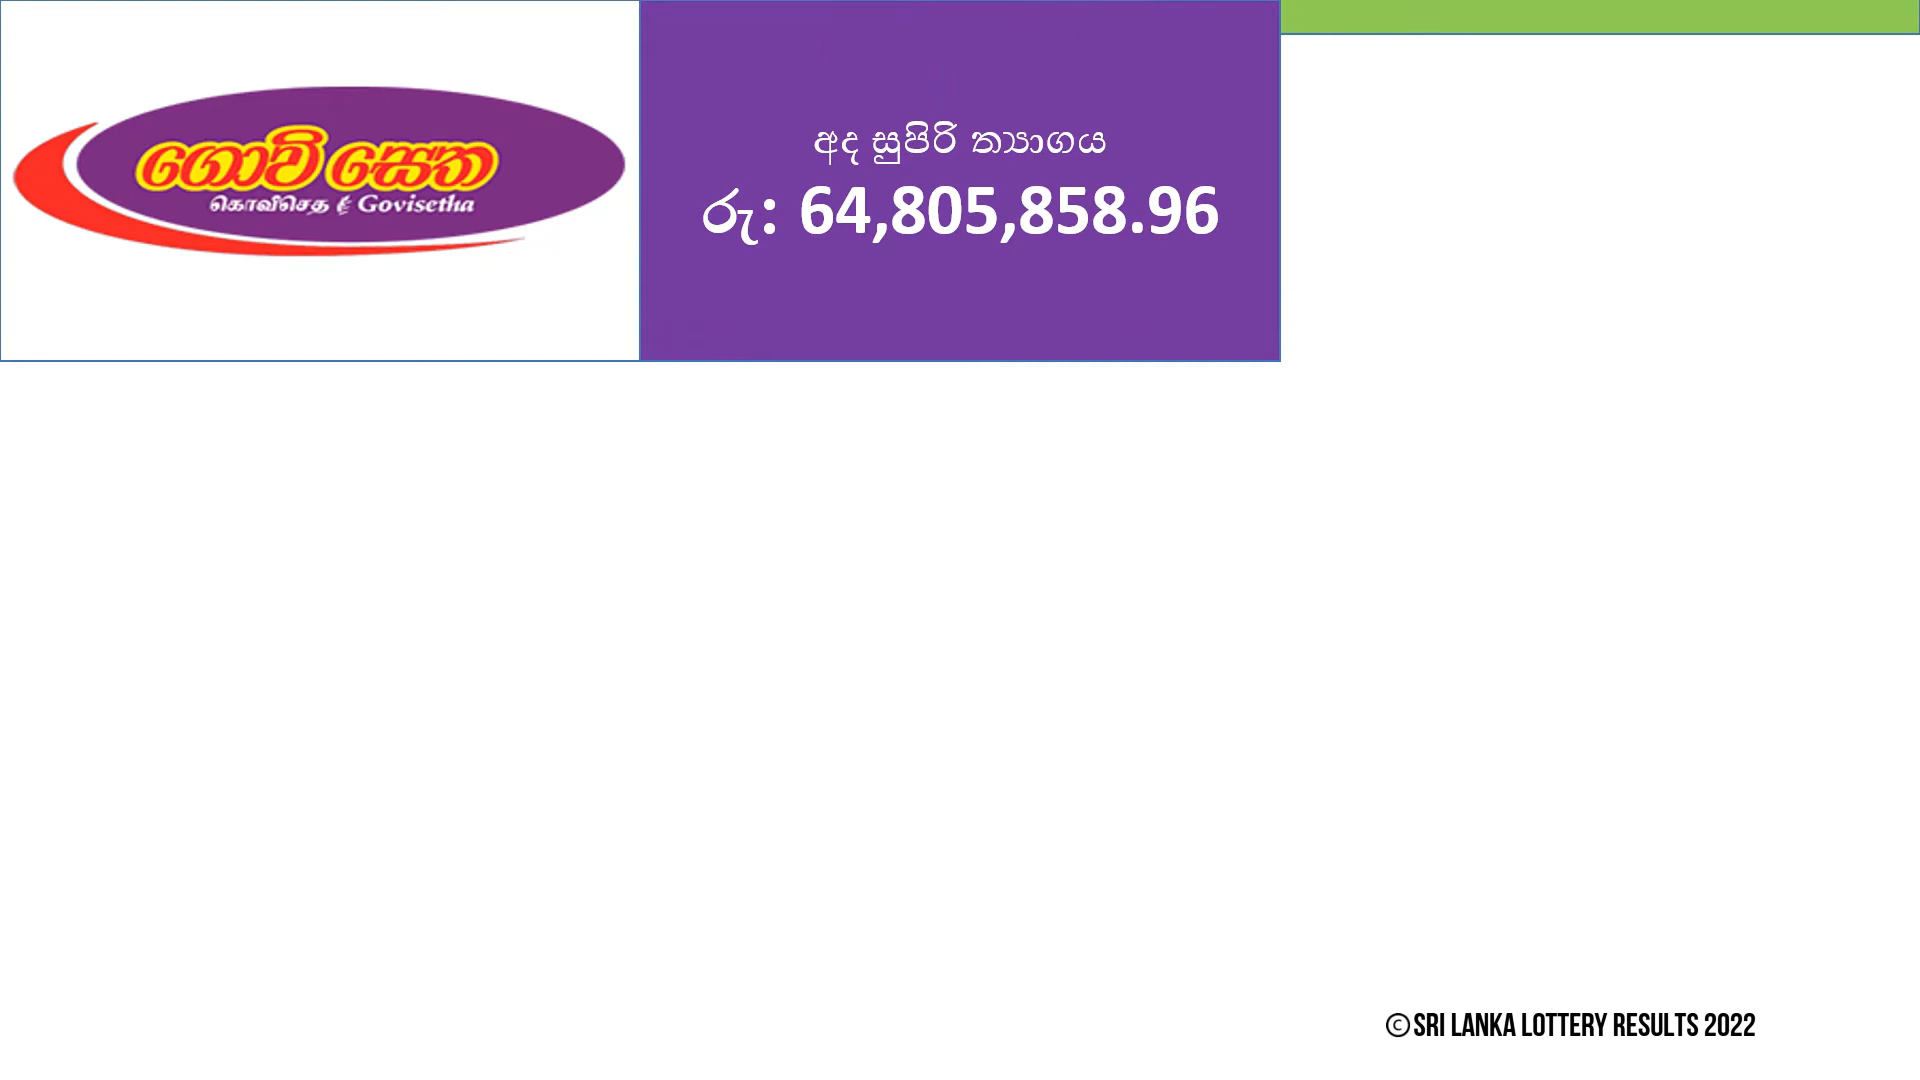 ගොවි සෙත
கொவிசெத Govisetha
අද සුපිරි ත්‍යාගය
රු: 64,805,858.96
© SRI LANKA LOTTERY RESULTS 2022